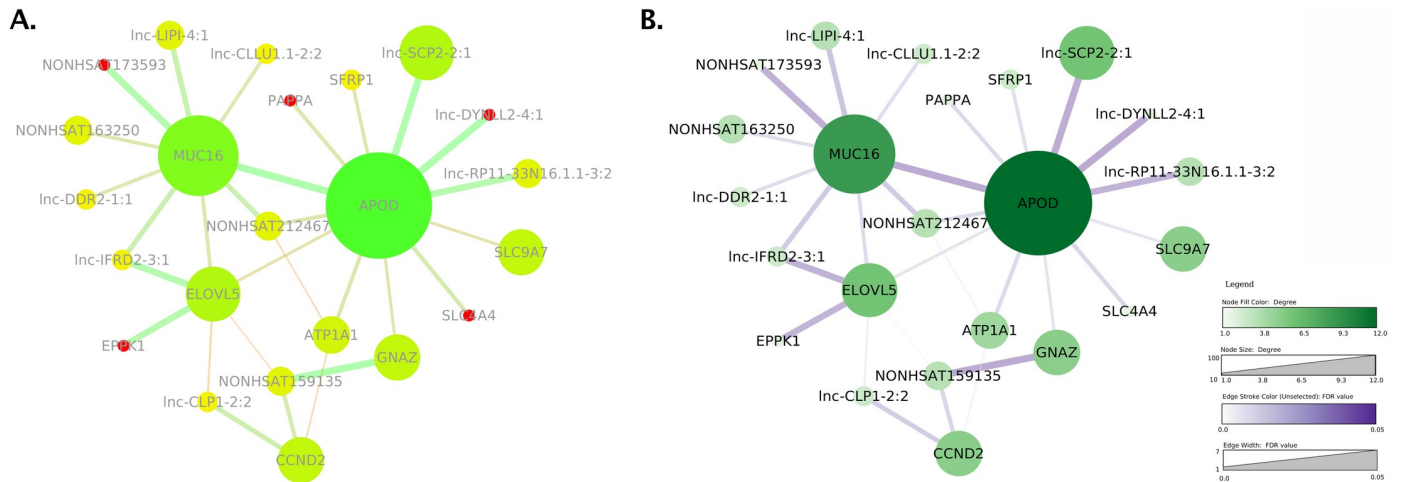 A.
lnc-LIPI-4:1
lnc-CLLU1.1-2:2
lnc-SCP2-2:1
NONHSAT173593
SFRP1
PAPPA
lnc-DYNLL2-4:1
NONHSAT163250
MUC16
lnc-RP11-33N16.1.1-3:2
lnc-DDR2-1:1
APOD
NONHSAT212467
SLC9A7
lnc-IFRD2-3:1
ELOVL5
SLC4A4
ATP1A1
EPPK1
GNAZ
NONHSAT159135
lnc-CLP1-2:2
CCND2
B.
lnc-LIPI-4:1
lnc-CLLU1.1-2:2
lnc-SCP2-2:1
NONHSAT173593
SFRP1
PAPPA
lnc-DYNLL2-4:1
NONHSAT163250
MUC16
lnc-RP11-33N16.1.1-3:2
lnc-DDR2-1:1
APOD
NONHSAT212467
SLC9A7
lnc-IFRD2-3:1
ELOVL5
SLC4A4
ATP1A1
EPPK1
GNAZ
NONHSAT159135
lnc-CLP1-2:2
CCND2
Legend
Node Fill Color: Degree
1.0 3.8 6.5 9.3 12.0
Node Size: Degree
100
10
1.0 3.8 6.5 9.3 12.0
Edge Stroke Color (Unselected): FDR value
0.0 0.05
Edge Width: FDR value
7
1
0.0 0.05